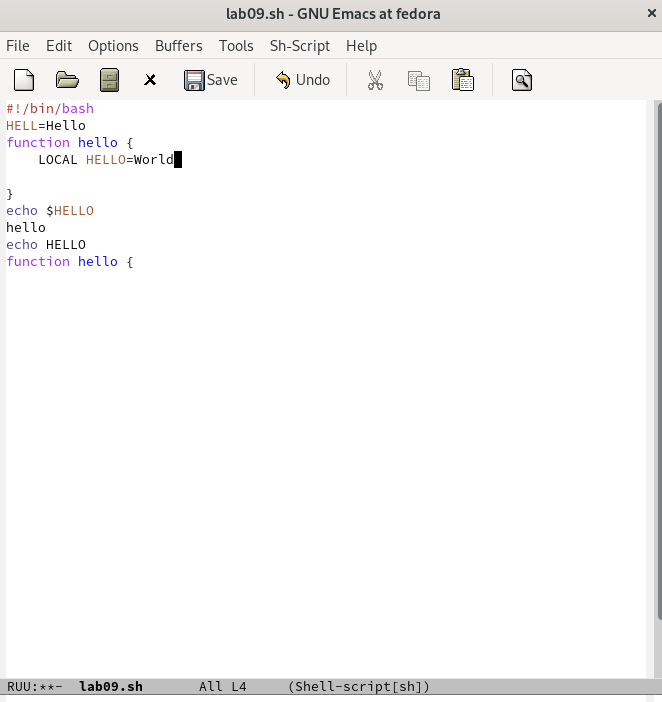 lab09.sh - GNU Emacs at fedora
File Edit Options Buffers Tools Sh-Script Help
Save Undo
#!/bin/bash
HELL=Hello
function hello {
    LOCAL HELLO=World
}
echo $HELLO
hello
echo HELLO
function hello {
RUU:**- lab09.sh All L4 (Shell-script[sh])